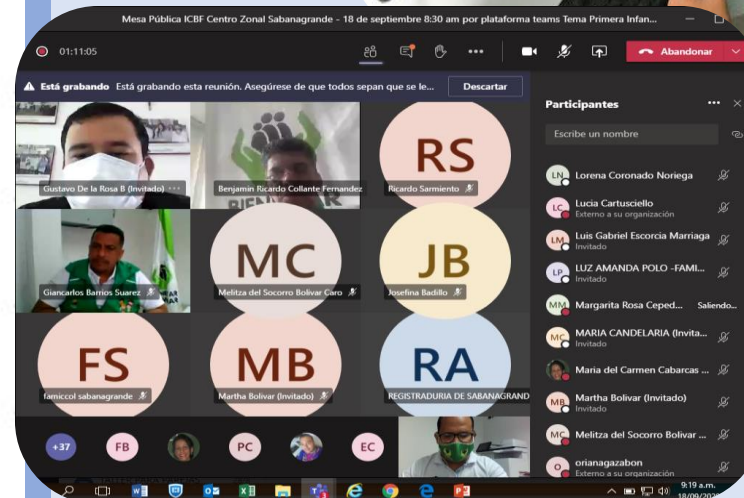 Mesa Pública ICBF Centro Zonal Sabanagrande - 18 de septiembre 8:30 am por plataforma teams Tema Primera Infan...
01:11:05
Abandonar
Está grabando Está grabando esta reunión. Asegúrese de que todos sepan que se le...
Descartar
Gustavo De la Rosa B (Invitado) ...
Benjamin Ricardo Collante Fernandez
RS
Ricardo Sarmiento
Giancarlos Barrios Suarez
MC
Melitza del Socorro Bolivar Caro
JB
Josefina Badillo
FS
famiccol sabanagrande
MB
Martha Bolivar (Invitado)
RA
REGISTRADURIA DE SABANAGRAND
+37
FB
PC
EC
Participantes
Escribe un nombre
LN Lorena Coronado Noriega
LC Lucia Cartusciello
Externo a su organización
LM Luis Gabriel Escorcia Marriaga
Invitado
LP LUZ AMANDA POLO -FAMI...
Invitado
MM Margarita Rosa Ceped... Saliendo...
MC MARIA CANDELARIA (Invita...
Invitado
Maria del Carmen Cabarcas ...
MB Martha Bolivar (Invitado)
Invitado
MC Melitza del Socorro Bolivar ...
O orianagazabon
Externo a su organización
9:19 a.m.